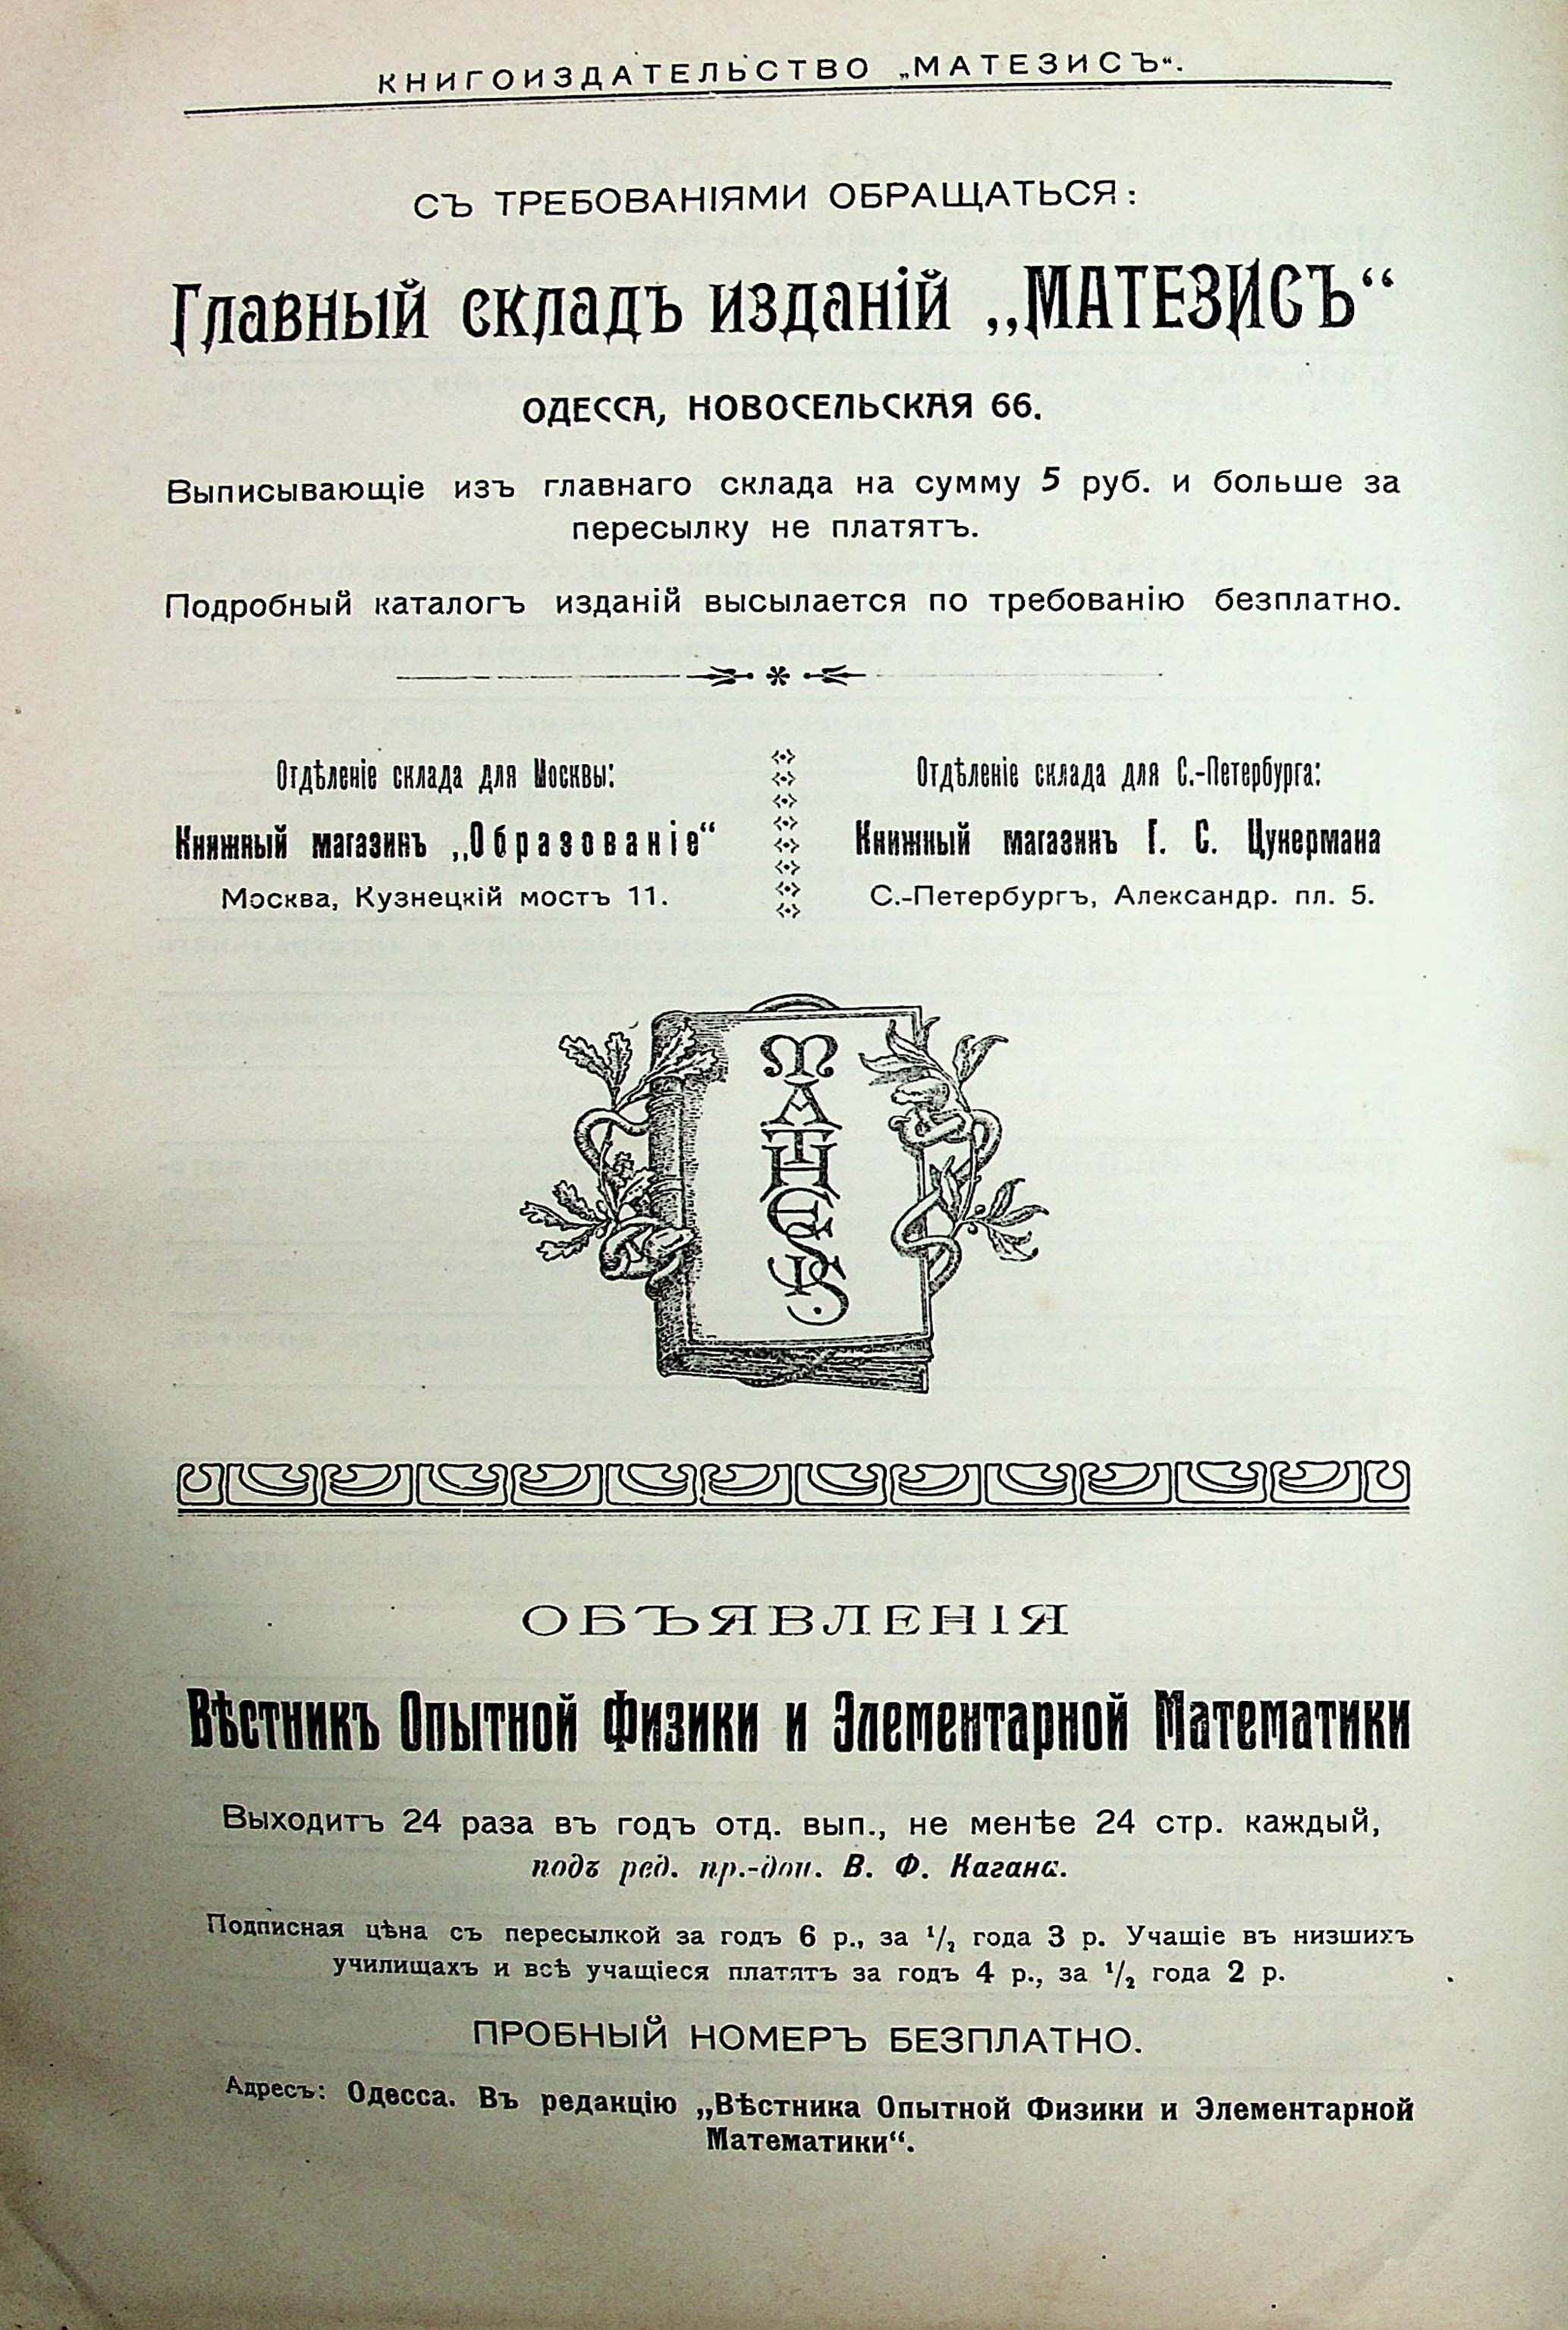 КНИГОИЗДАТЕЛЬСТВО „МАТЕЗИСЪ“.
СЪ ТРЕБОВАНІЯМИ ОБРАЩАТЬСЯ:
Главный складъ изданій „МАТЕЗИСЪ“
ОДЕССА, НОВОСЕЛЬСКАЯ 66.
Выписывающіе изъ главнаго склада на сумму 5 руб. и больше за
пересылку не платятъ.
Подробный каталогъ изданій высылается по требованію безплатно.
Отдѣленіе склада для Москвы:
Книжный магазинъ „Образованіе“
Москва, Кузнецкій мостъ 11.
Отдѣленіе склада для С.-Петербурга:
Книжный магазинъ Г. С. Цукермана
С.-Петербургъ, Александр. пл. 5.
MATHESIS
ОБЪЯВЛЕНІЯ
Вѣстникъ Опытной Физики и Элементарной Математики
Выходитъ 24 раза въ годъ отд. вып., не менѣе 24 стр. каждый,
подъ ред. пр.-доц. В. Ф. Кагана.
Подписная цѣна съ пересылкой за годъ 6 р., за 1/2 года 3 р. Учащіе въ низшихъ
училищахъ и всѣ учащіеся платятъ за годъ 4 р., за 1/2 года 2 р.
ПРОБНЫЙ НОМЕРЪ БЕЗПЛАТНО.
Адресъ: Одесса. Въ редакцію „Вѣстника Опытной Физики и Элементарной
Математики“.